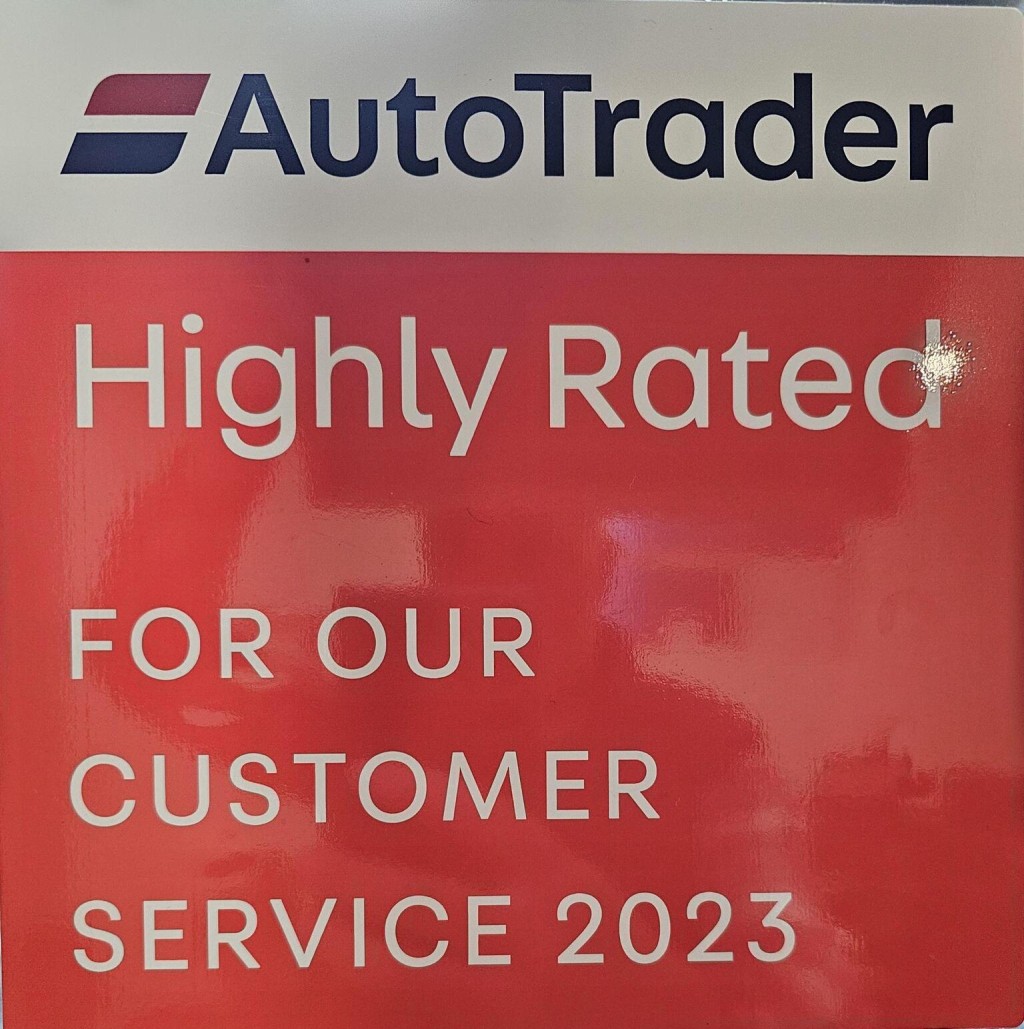 AutoTrader
Highly Rated
FOR OUR
CUSTOMER
SERVICE 2023